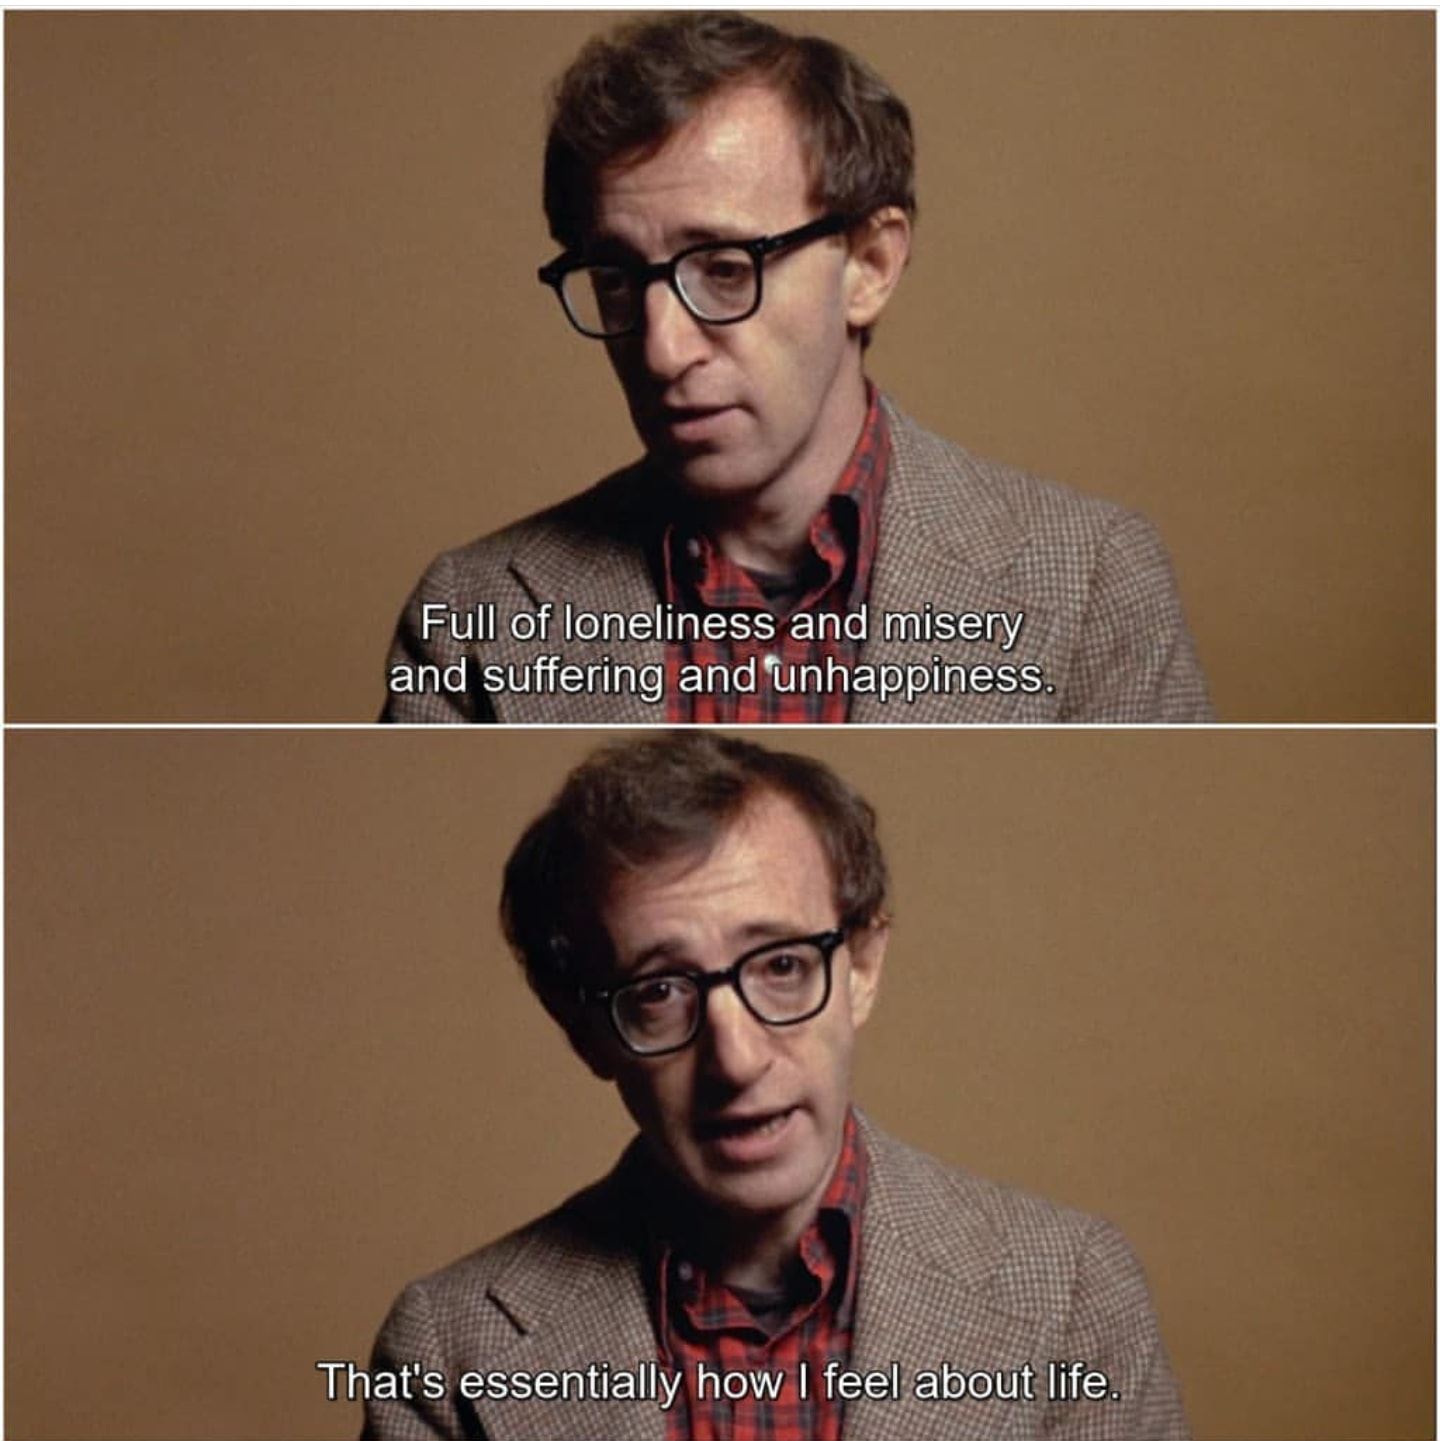 Full of loneliness and misery
and suffering and unhappiness.
That's essentially how I feel about life.